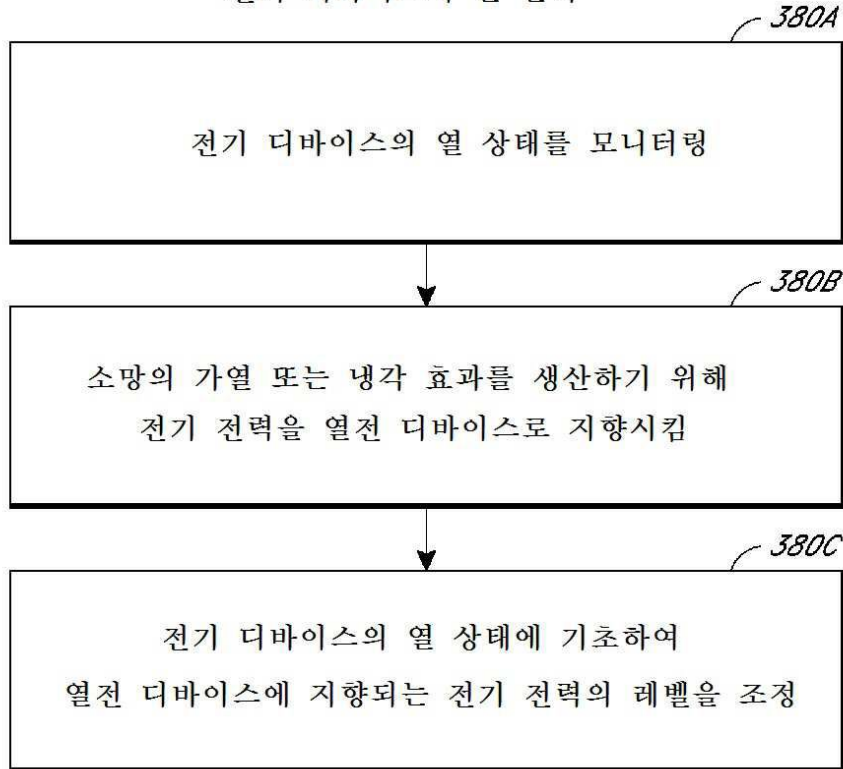 380A
전기 디바이스의 열 상태를 모니터링
380B
소망의 가열 또는 냉각 효과를 생산하기 위해
전기 전력을 열전 디바이스로 지향시킴
380C
전기 디바이스의 열 상태에 기초하여
열전 디바이스에 지향되는 전기 전력의 레벨을 조정